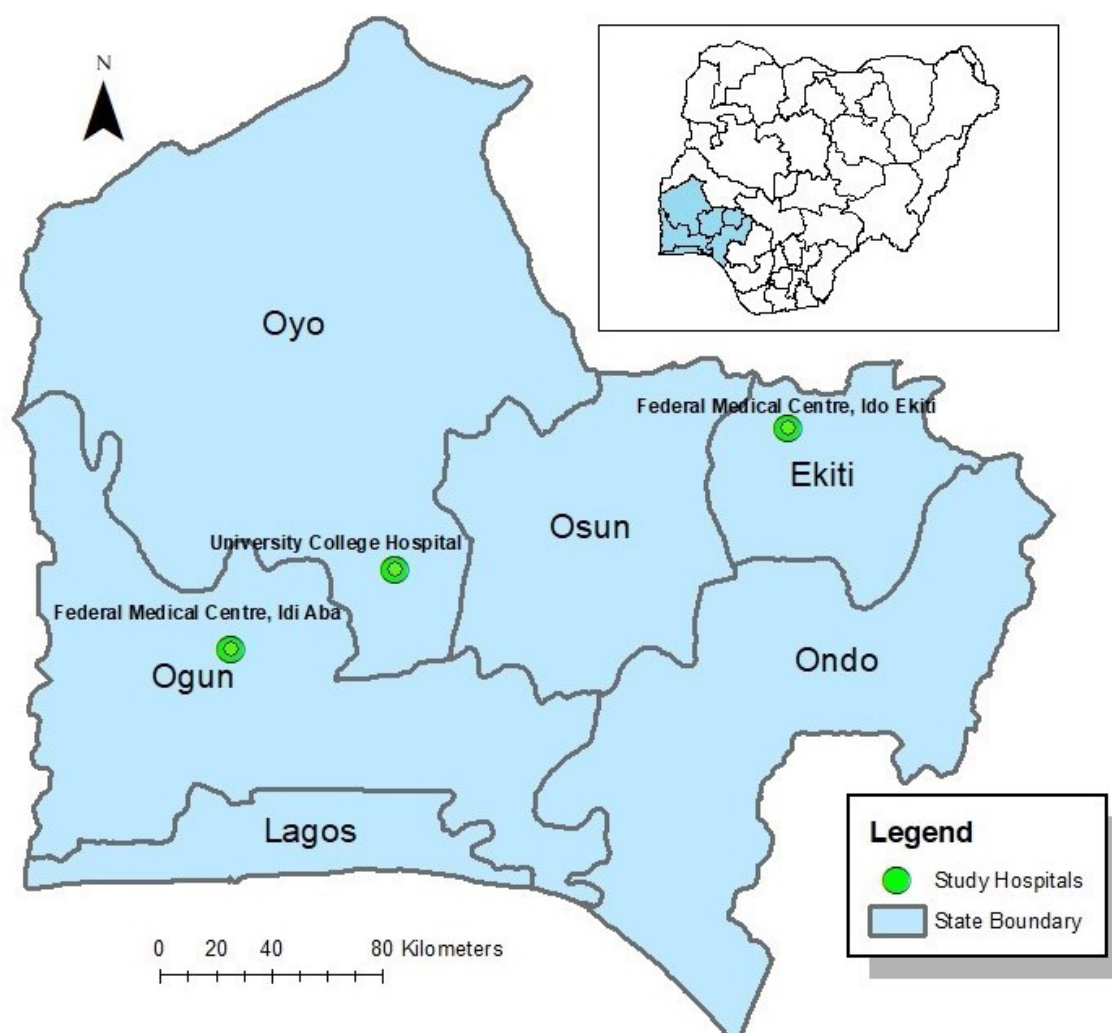 N
Oyo
Federal Medical Centre, Ido Ekiti
Ekiti
Osun
University College Hospital
Federal Medical Centre, Idi Aba
Ogun
Ondo
Lagos
Legend
Study Hospitals
State Boundary
0 20 40 80 Kilometers